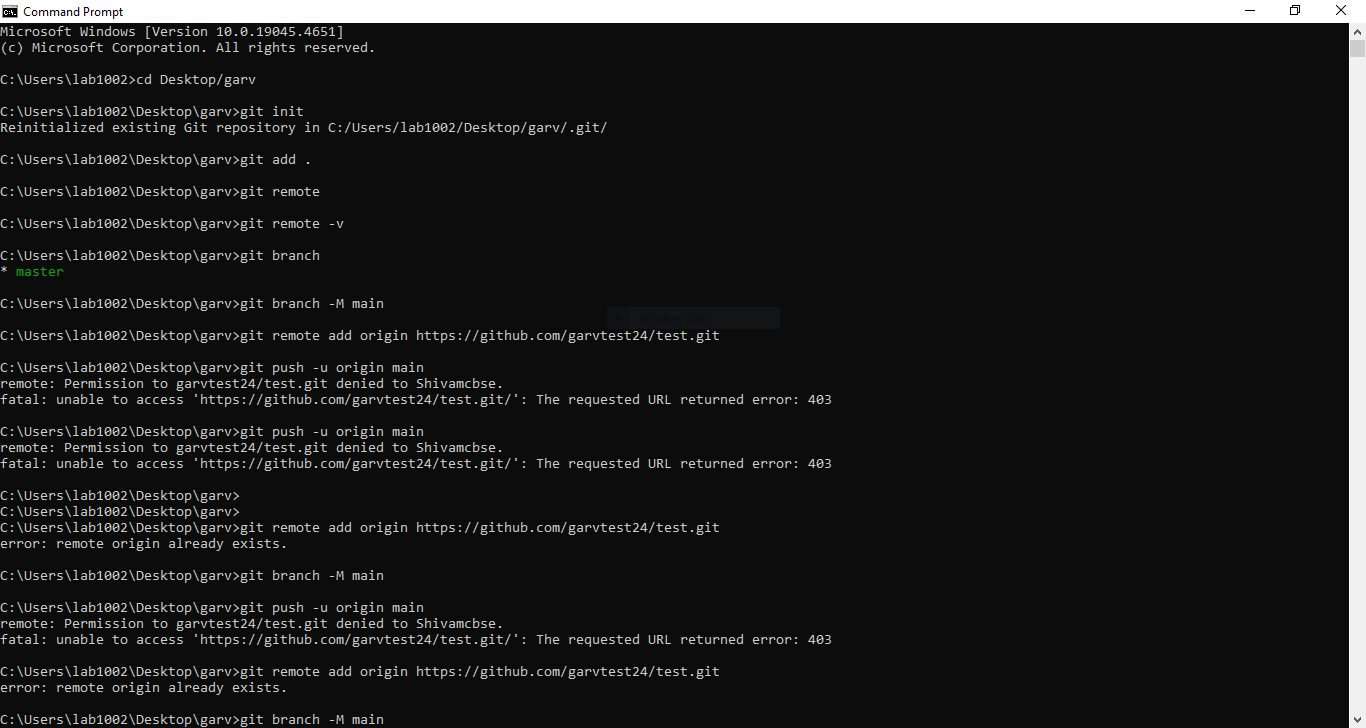 Command Prompt
Microsoft Windows [Version 10.0.19045.4651]
(c) Microsoft Corporation. All rights reserved.
C:\Users\lab1002>cd Desktop/garv
C:\Users\lab1002\Desktop\garv>git init
Reinitialized existing Git repository in C:/Users/lab1002/Desktop/garv/.git/
C:\Users\lab1002\Desktop\garv>git add .
C:\Users\lab1002\Desktop\garv>git remote
C:\Users\lab1002\Desktop\garv>git remote -v
C:\Users\lab1002\Desktop\garv>git branch
* master
C:\Users\lab1002\Desktop\garv>git branch -M main
C:\Users\lab1002\Desktop\garv>git remote add origin https://github.com/garvtest24/test.git
C:\Users\lab1002\Desktop\garv>git push -u origin main
remote: Permission to garvtest24/test.git denied to Shivamcbse.
fatal: unable to access 'https://github.com/garvtest24/test.git/': The requested URL returned error: 403
C:\Users\lab1002\Desktop\garv>git push -u origin main
remote: Permission to garvtest24/test.git denied to Shivamcbse.
fatal: unable to access 'https://github.com/garvtest24/test.git/': The requested URL returned error: 403
C:\Users\lab1002\Desktop\garv>
C:\Users\lab1002\Desktop\garv>
C:\Users\lab1002\Desktop\garv>git remote add origin https://github.com/garvtest24/test.git
error: remote origin already exists.
C:\Users\lab1002\Desktop\garv>git branch -M main
C:\Users\lab1002\Desktop\garv>git push -u origin main
remote: Permission to garvtest24/test.git denied to Shivamcbse.
fatal: unable to access 'https://github.com/garvtest24/test.git/': The requested URL returned error: 403
C:\Users\lab1002\Desktop\garv>git remote add origin https://github.com/garvtest24/test.git
error: remote origin already exists.
C:\Users\lab1002\Desktop\garv>git branch -M main